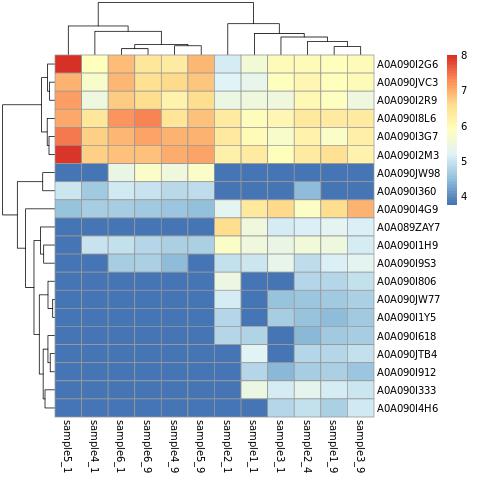 8
7
6
5
4
A0A090I2G6
A0A090JVC3
A0A090I2R9
A0A090I8L6
A0A090I3G7
A0A090I2M3
A0A090JW98
A0A090I360
A0A090I4G9
A0A089ZAY7
A0A090I1H9
A0A090I9S3
A0A090I806
A0A090JW77
A0A090I1Y5
A0A090I618
A0A090JTB4
A0A090I912
A0A090I333
A0A090I4H6
sample5_1
sample4_1
sample6_1
sample6_9
sample4_9
sample5_9
sample2_1
sample1_1
sample3_1
sample2_4
sample1_9
sample3_9